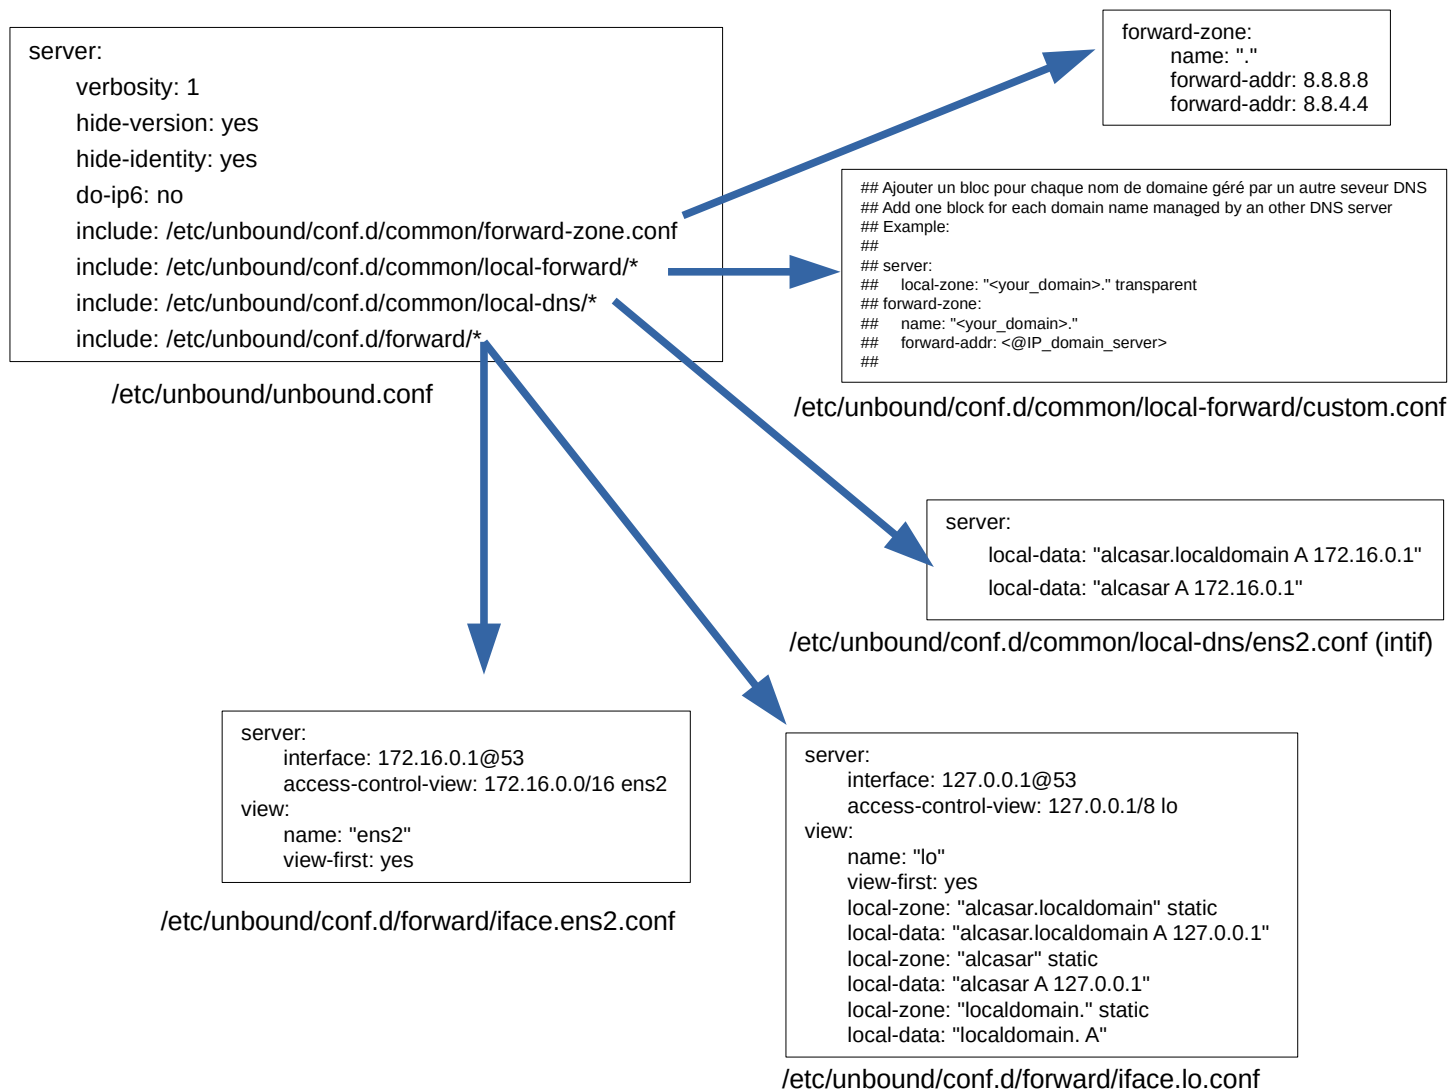 server:
verbosity: 1
hide-version: yes
hide-identity: yes
do-ip6: no
include: /etc/unbound/conf.d/common/forward-zone.conf
include: /etc/unbound/conf.d/common/local-forward/*
include: /etc/unbound/conf.d/common/local-dns/*
include: /etc/unbound/conf.d/forward/*
/etc/unbound/unbound.conf
forward-zone:
name: "."
forward-addr: 8.8.8.8
forward-addr: 8.8.4.4
## Ajouter un bloc pour chaque nom de domaine géré par un autre seveur DNS
## Add one block for each domain name managed by an other DNS server
## Example:
##
## server:
## local-zone: "<your_domain>." transparent
## forward-zone:
## name: "<your_domain>."
## forward-addr: <@IP_domain_server>
##
/etc/unbound/conf.d/common/local-forward/custom.conf
server:
local-data: "alcasar.localdomain A 172.16.0.1"
local-data: "alcasar A 172.16.0.1"
/etc/unbound/conf.d/common/local-dns/ens2.conf (intif)
server:
interface: 172.16.0.1@53
access-control-view: 172.16.0.0/16 ens2
view:
name: "ens2"
view-first: yes
/etc/unbound/conf.d/forward/iface.ens2.conf
server:
interface: 127.0.0.1@53
access-control-view: 127.0.0.1/8 lo
view:
name: "lo"
view-first: yes
local-zone: "alcasar.localdomain" static
local-data: "alcasar.localdomain A 127.0.0.1"
local-zone: "alcasar" static
local-data: "alcasar A 127.0.0.1"
local-zone: "localdomain." static
local-data: "localdomain. A"
/etc/unbound/conf.d/forward/iface.lo.conf